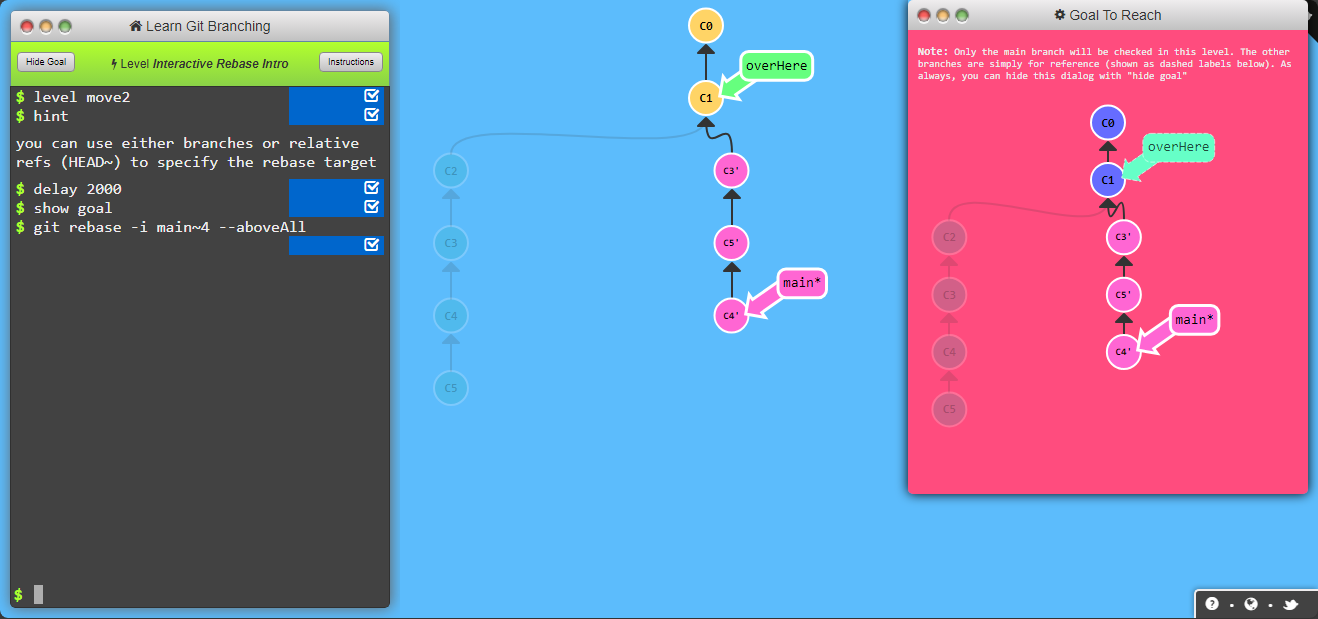 Learn Git Branching
Hide Goal
Level Interactive Rebase Intro
Instructions
$ level move2
$ hint
you can use either branches or relative
refs (HEAD~) to specify the rebase target
$ delay 2000
$ show goal
$ git rebase -i main~4 --aboveAll
$
C0
overHere
C1
C2
C3'
C3
C5'
main*
C4
C4'
C5
Goal To Reach
Note: Only the main branch will be checked in this level. The other
branches are simply for reference (shown as dashed labels below). As
always, you can hide this dialog with "hide goal"
C0
overHere
C1
C2
C3'
C3
C5'
main*
C4
C4'
C5